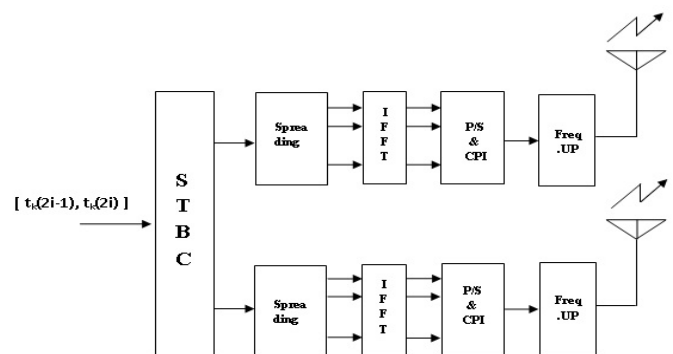 [ tk(2i-1), tk(2i) ]
S
T
B
C
Sprea
ding
I
F
F
T
P/S
&
CPI
Freq
.UP
Sprea
ding
I
F
F
T
P/S
&
CPI
Freq
.UP